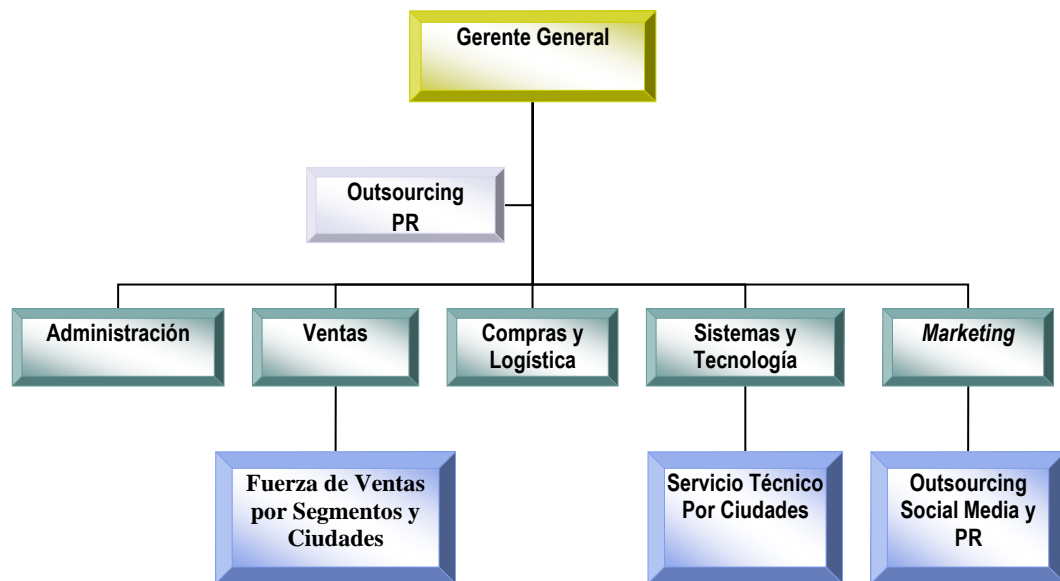 Gerente General
Outsourcing
PR
Administración
Ventas
Compras y
Logística
Sistemas y
Tecnología
Marketing
Fuerza de Ventas
por Segmentos y
Ciudades
Servicio Técnico
Por Ciudades
Outsourcing
Social Media y
PR